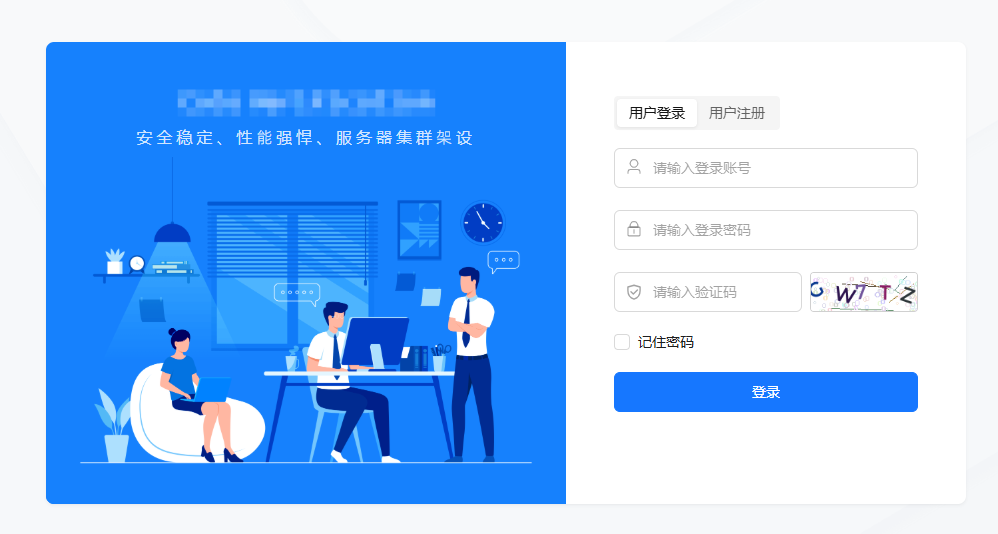 安全稳定、性能强悍、服务器集群架设
用户登录 用户注册
请输入登录账号
请输入登录密码
请输入验证码
记住密码
登录